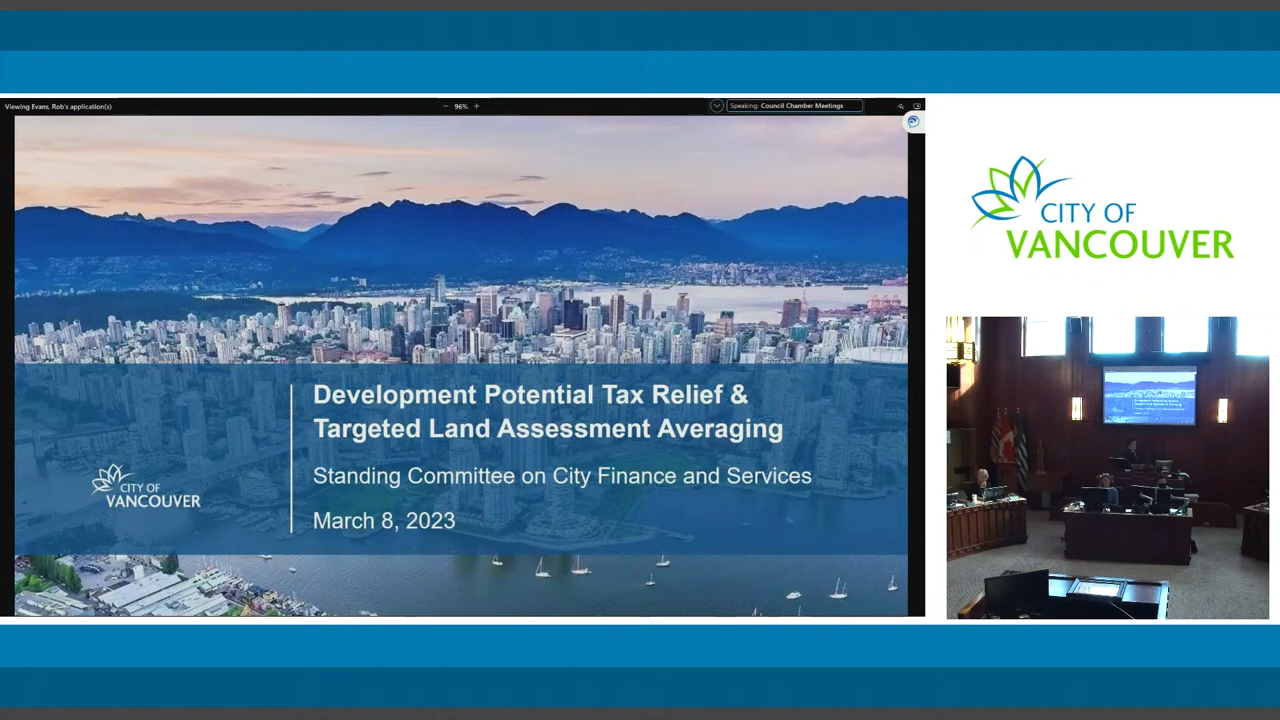 Viewing Evans, Rob's application(s)
96%
Speaking: Council Chamber Meetings
Development Potential Tax Relief &
Targeted Land Assessment Averaging
Standing Committee on City Finance and Services
March 8, 2023
CITY OF
VANCOUVER
CITY OF
VANCOUVER